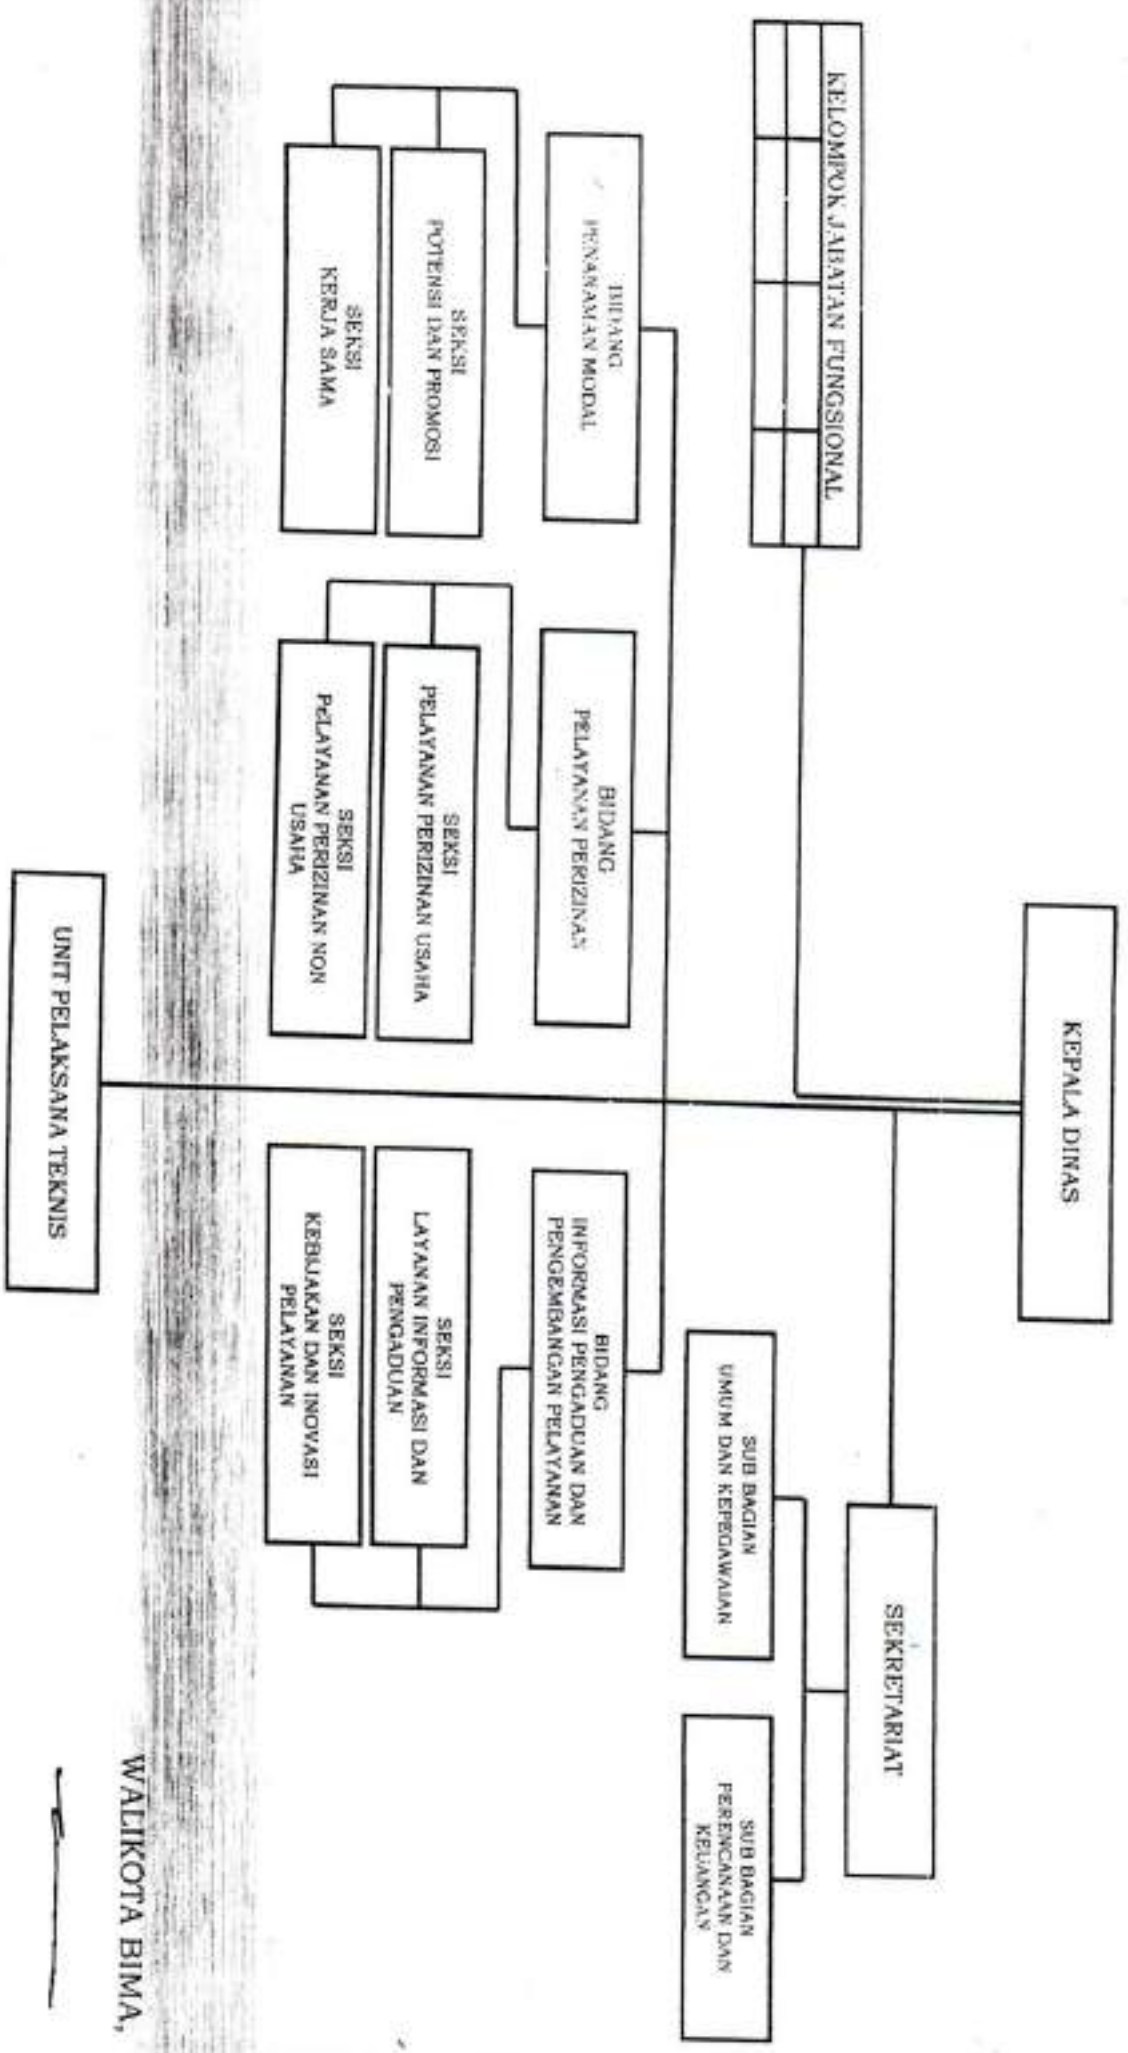 KEPALA DINAS
KELOMPOK JABATAN FUNGSIONAL
SEKRETARIAT
SUB BAGIAN
UMUM DAN KEPEGAWAIAN
SUB BAGIAN
PERENCANAAN DAN
KEUANGAN
BIDANG
PENANAMAN MODAL
BIDANG
PELAYANAN PERIZINAN
BIDANG
INFORMASI PENGADUAN DAN
PENGEMBANGAN PELAYANAN
SEKSI
POTENSI DAN PROMOSI
SEKSI
KERJA SAMA
SEKSI
PELAYANAN PERIZINAN USAHA
SEKSI
PELAYANAN PERIZINAN NON
USAHA
SEKSI
LAYANAN INFORMASI DAN
PENGADUAN
SEKSI
KEBIJAKAN DAN INOVASI
PELAYANAN
UNIT PELAKSANA TEKNIS
WALIKOTA BIMA,